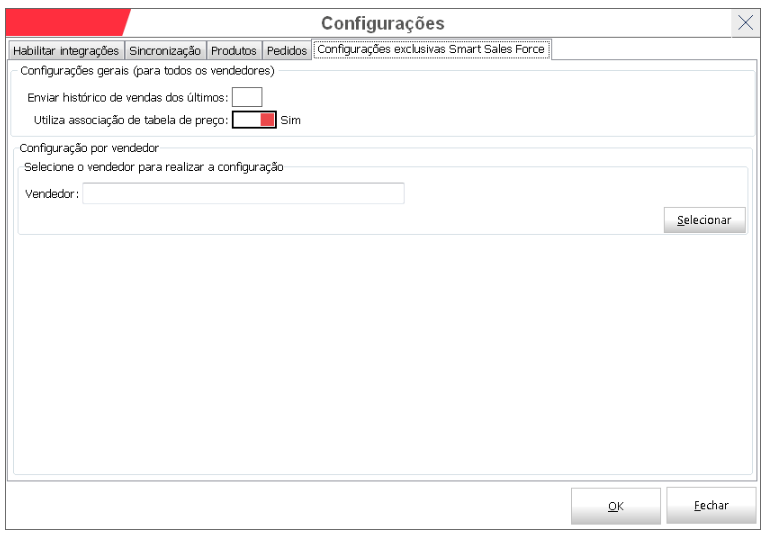 Configurações
Habilitar integrações Sincronização Produtos Pedidos Configurações exclusivas Smart Sales Force
Configurações gerais (para todos os vendedores)
Enviar histórico de vendas dos últimos:
Utiliza associação de tabela de preço: Sim
Configuração por vendedor
Selecione o vendedor para realizar a configuração
Vendedor:
Selecionar
OK Fechar